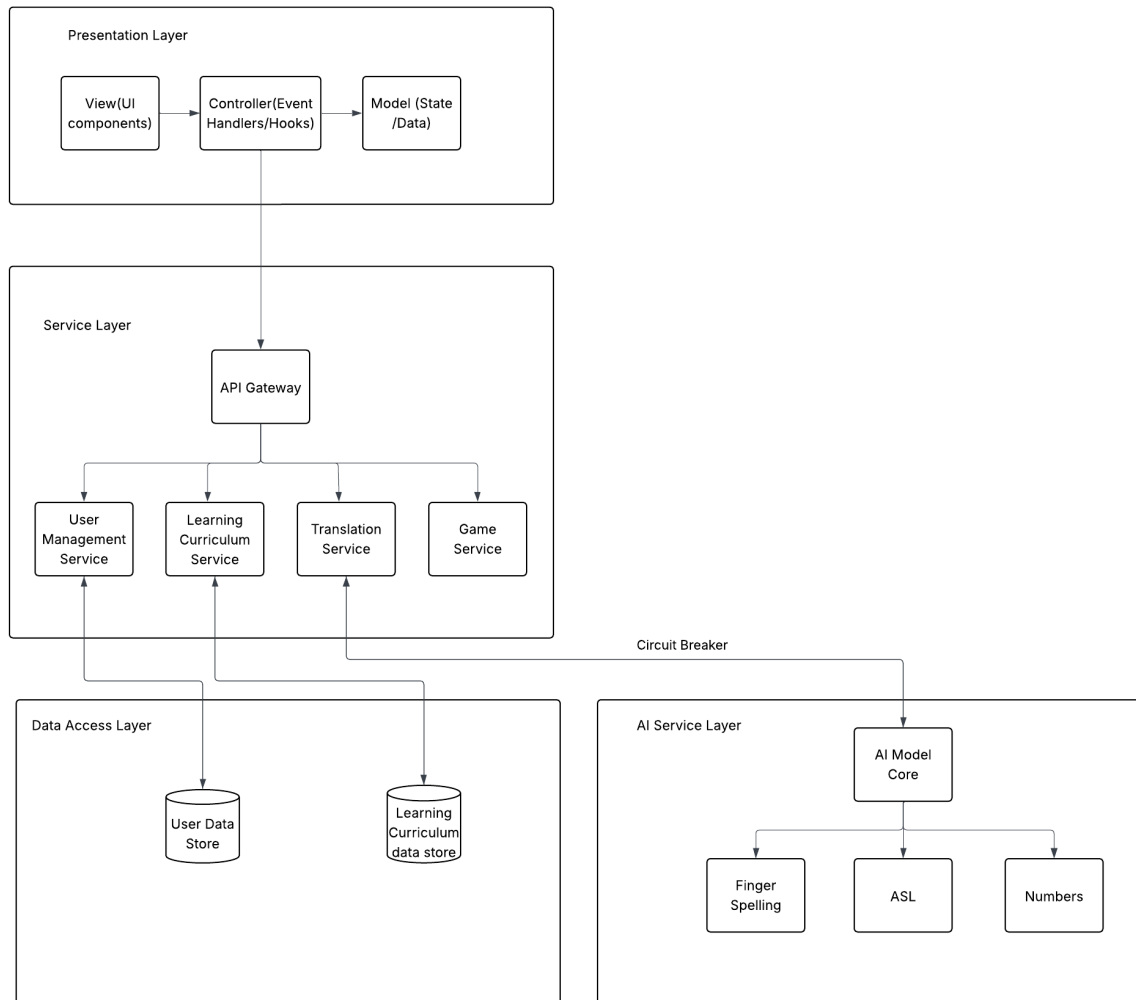 Presentation Layer
View(UI
components)
Controller(Event
Handlers/Hooks)
Model (State
/Data)
Service Layer
API Gateway
User
Management
Service
Learning
Curriculum
Service
Translation
Service
Game
Service
Circuit Breaker
Data Access Layer
User Data
Store
Learning
Curriculum
data store
AI Service Layer
AI Model
Core
Finger
Spelling
ASL
Numbers